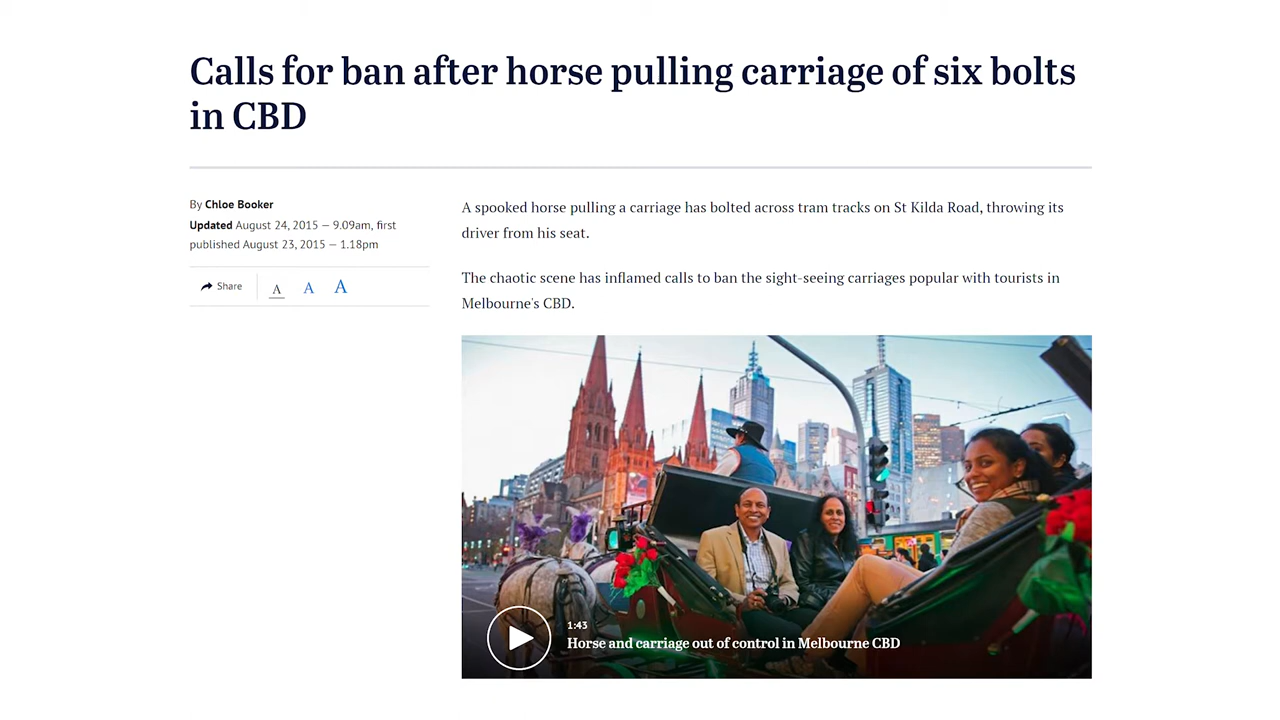 Calls for ban after horse pulling carriage of six bolts
in CBD
By Chloe Booker
Updated August 24, 2015 — 9.09am, first
published August 23, 2015 — 1.18pm
Share A A A
A spooked horse pulling a carriage has bolted across tram tracks on St Kilda Road, throwing its
driver from his seat.
The chaotic scene has inflamed calls to ban the sight-seeing carriages popular with tourists in
Melbourne's CBD.
1:43
Horse and carriage out of control in Melbourne CBD